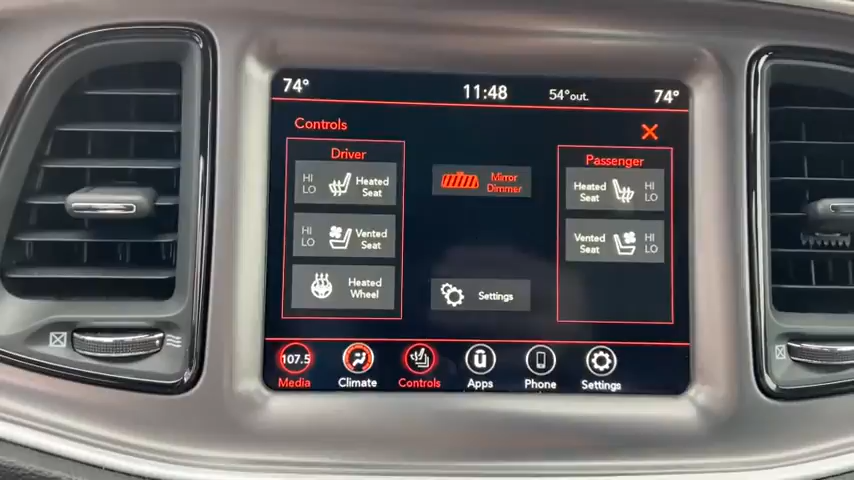 74° 11:48 54°out. 74°
Controls
Driver
Passenger
HI
LO
Heated
Seat
Mirror
Dimmer
Heated
Seat
HI
LO
HI
LO
Vented
Seat
Vented
Seat
HI
LO
Heated
Wheel
Settings
107.5
Media Climate Controls Apps Phone Settings